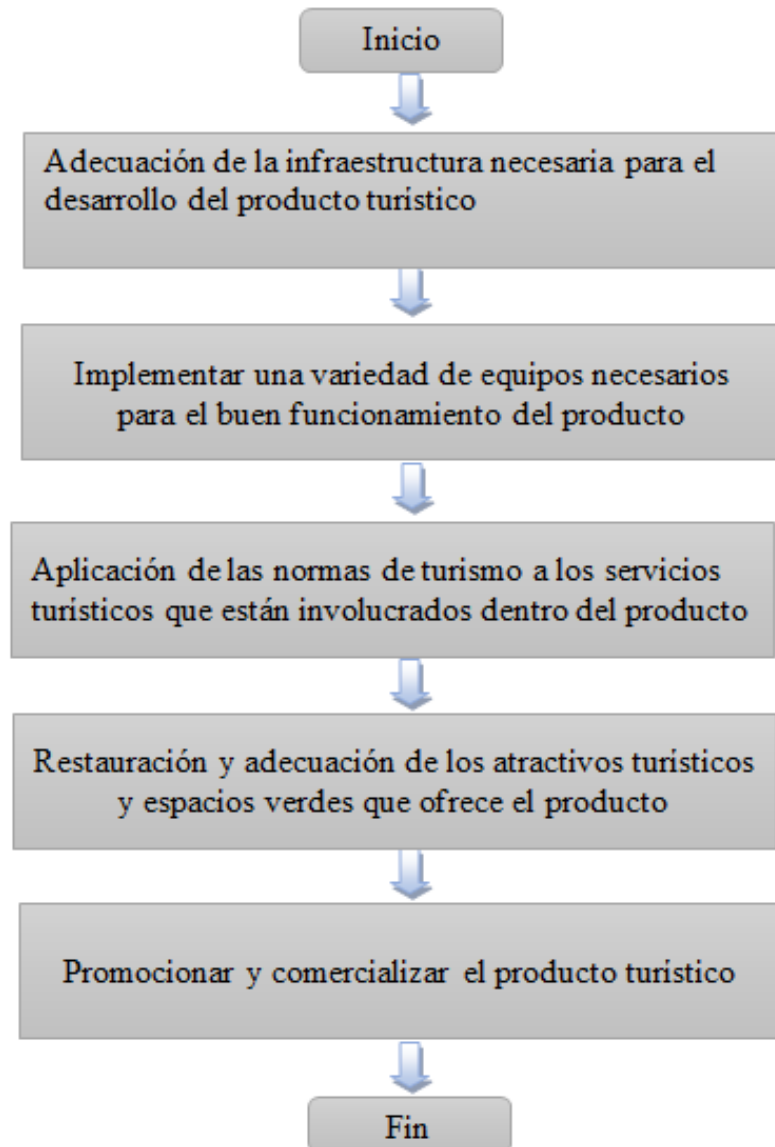 Inicio
Adecuación de la infraestructura necesaria para el
desarrollo del producto turístico
Implementar una variedad de equipos necesarios
para el buen funcionamiento del producto
Aplicación de las normas de turismo a los servicios
turísticos que están involucrados dentro del producto
Restauración y adecuación de los atractivos turísticos
y espacios verdes que ofrece el producto
Promocionar y comercializar el producto turístico
Fin